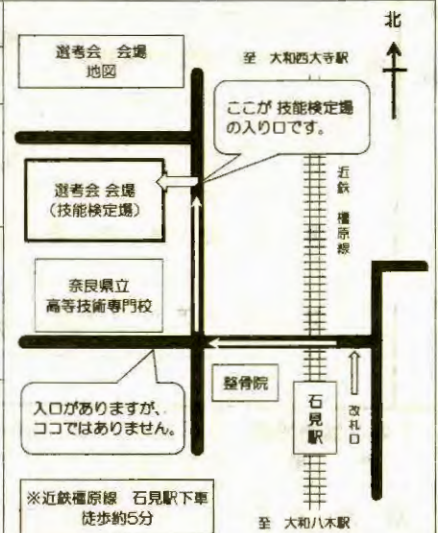 北
選考会 会場
地図
至 大和西大寺駅
ここが 技能検定場
の入り口です。
選考会 会場
（技能検定場）
近鉄 橿原線
奈良県立
高等技術専門校
整骨院
入口がありますが、
ココではありません。
石見駅
改札口
※近鉄橿原線 石見駅下車
徒歩約5分
至 大和八木駅